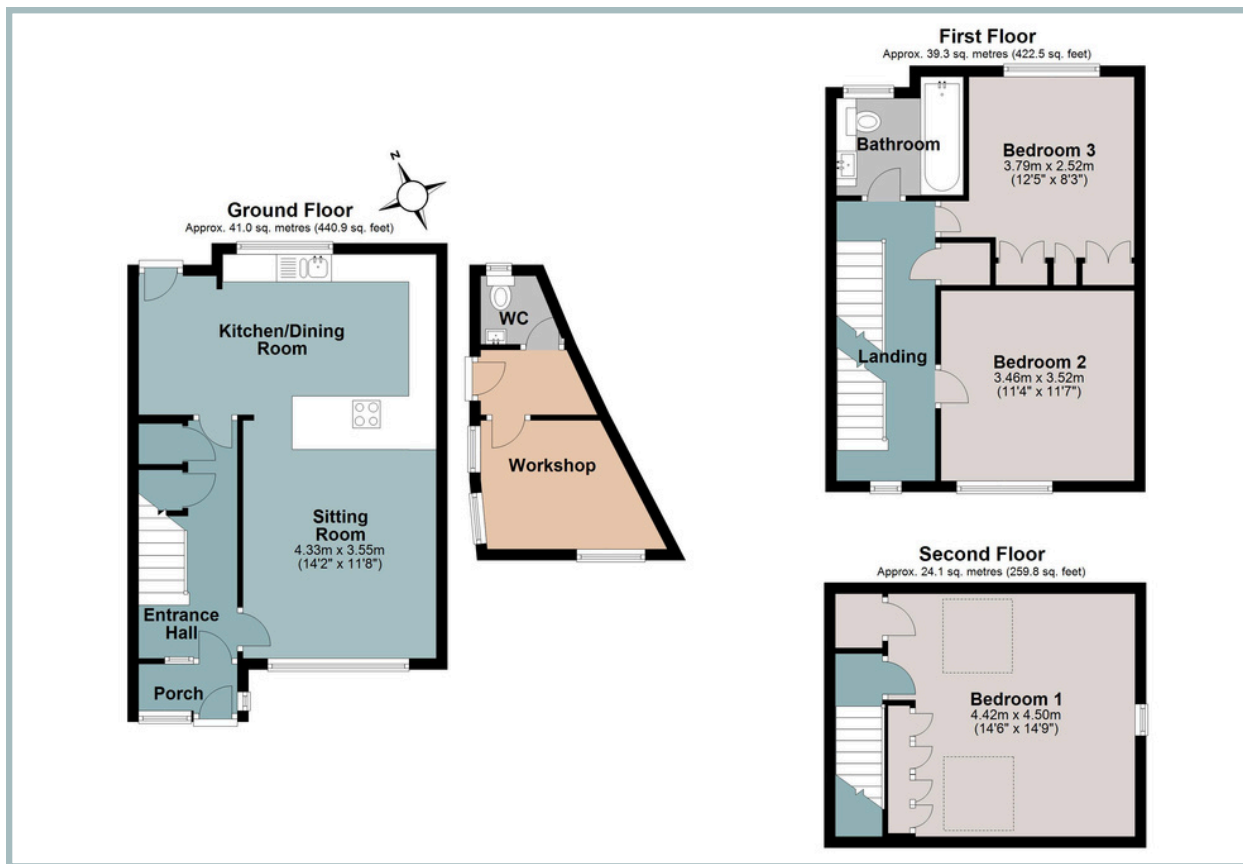 N
Ground Floor
Approx. 41.0 sq. metres (440.9 sq. feet)
Kitchen/Dining
Room
Sitting
Room
4.33m x 3.55m
(14'2" x 11'8")
Entrance
Hall
Porch
WC
Workshop
First Floor
Approx. 39.3 sq. metres (422.5 sq. feet)
Bathroom
Bedroom 3
3.79m x 2.52m
(12'5" x 8'3")
Landing
Bedroom 2
3.46m x 3.52m
(11'4" x 11'7")
Second Floor
Approx. 24.1 sq. metres (259.8 sq. feet)
Bedroom 1
4.42m x 4.50m
(14'6" x 14'9")